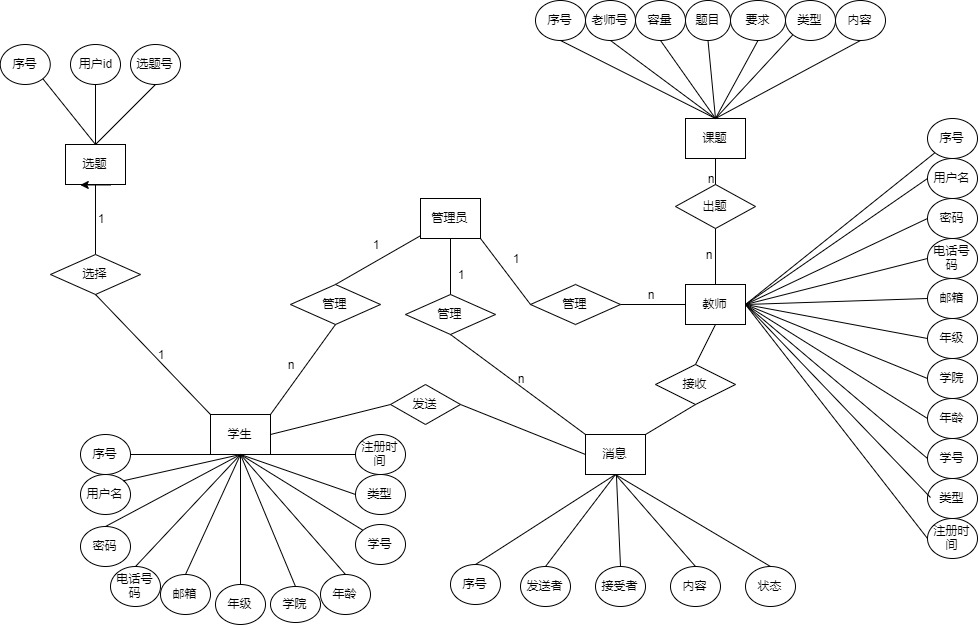 序号
老师号
容量
题目
要求
类型
内容
序号
用户id
选题号
课题
选题
n
出题
n
序号
用户名
密码
电话号
码
邮箱
年级
学院
年龄
学号
类型
注册时
间
管理员
1
1
1
1
选择
管理
管理
管理
n
教师
1
n
n
接收
发送
学生
消息
序号
用户名
密码
电话号
码
邮箱
年级
学院
年龄
学号
类型
注册时
间
序号
发送者
接受者
内容
状态